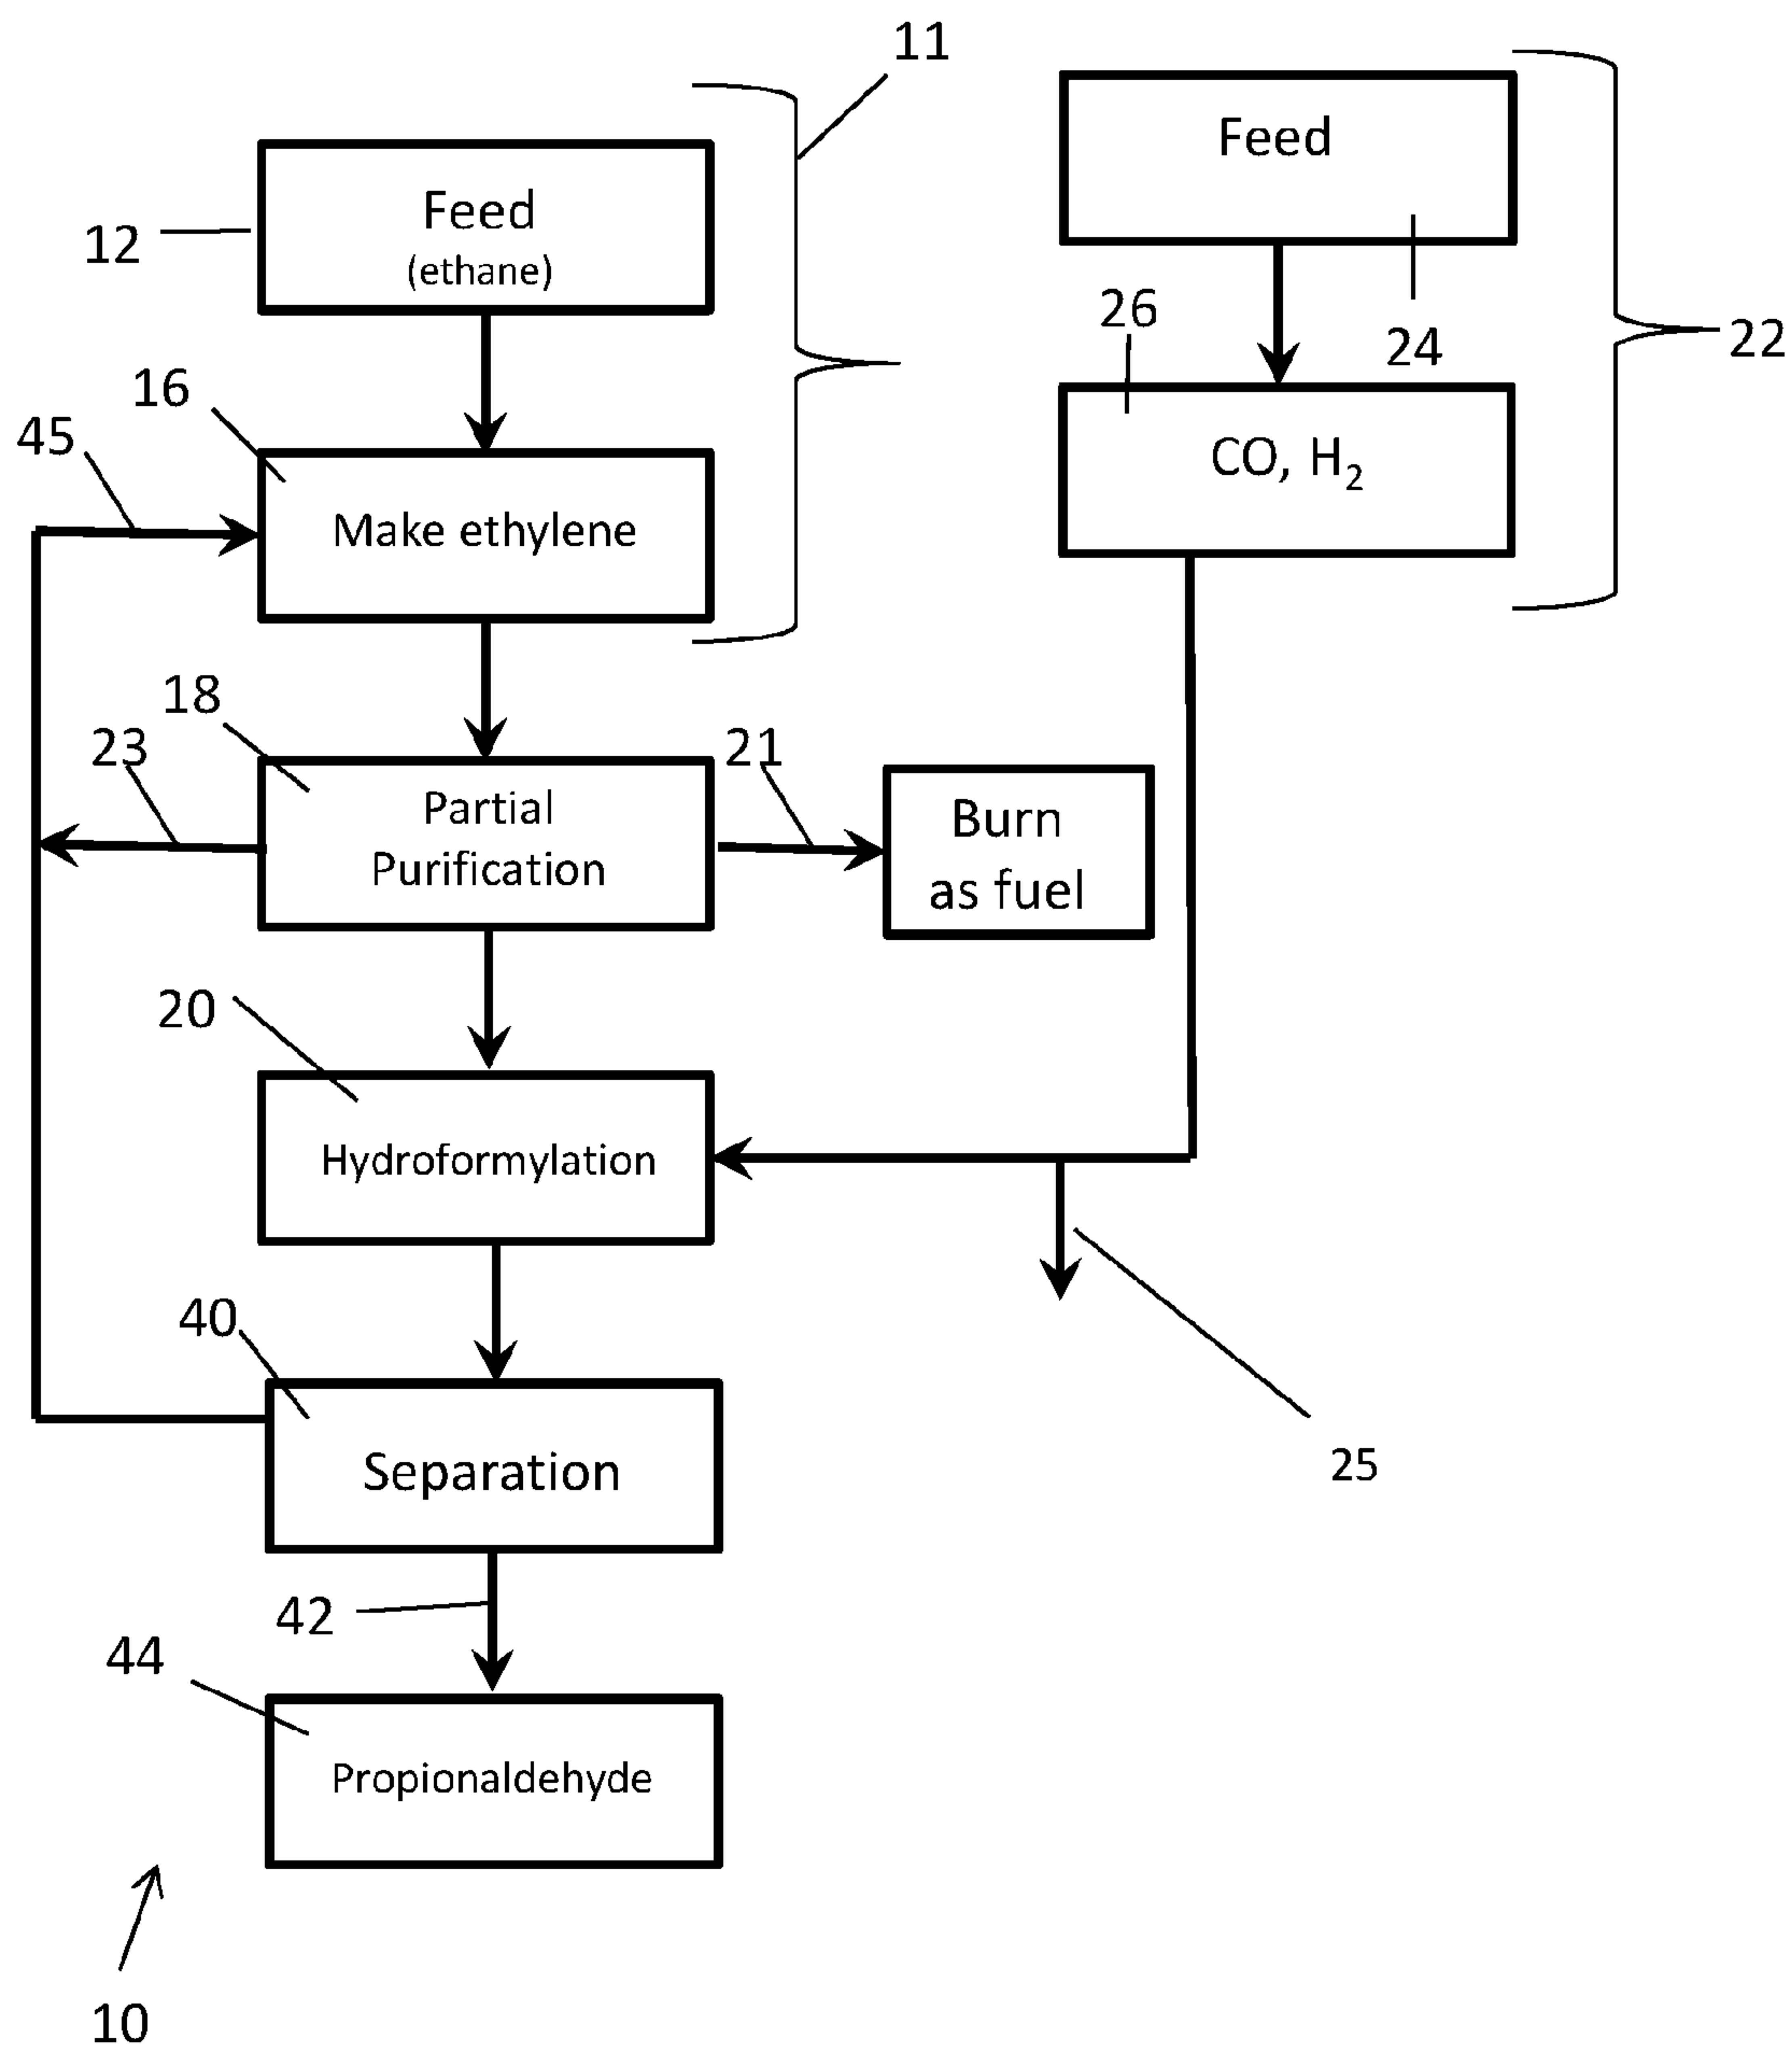 11
Feed
(ethane)
12
Feed
24
22
26
CO, H₂
16
45
Make ethylene
18
23
Partial
Purification
21
Burn
as fuel
20
Hydroformylation
25
40
Separation
42
44
Propionaldehyde
10